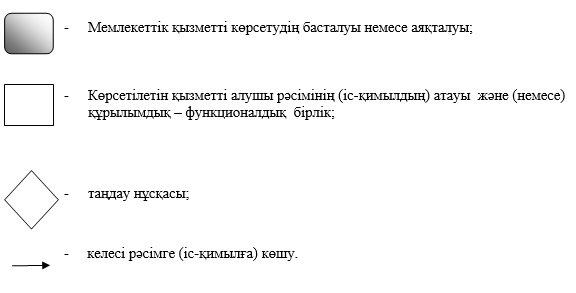 - Мемлекеттік қызметті көрсетудің басталуы немесе аяқталуы;
- Көрсетілетін қызметті алушы рәсімінің (іс-қимылдың) атауы және (немесе)
құрылымдық – функционалдық бірлік;
- таңдау нұсқасы;
- келесі рәсімге (іс-қимылға) көшу.